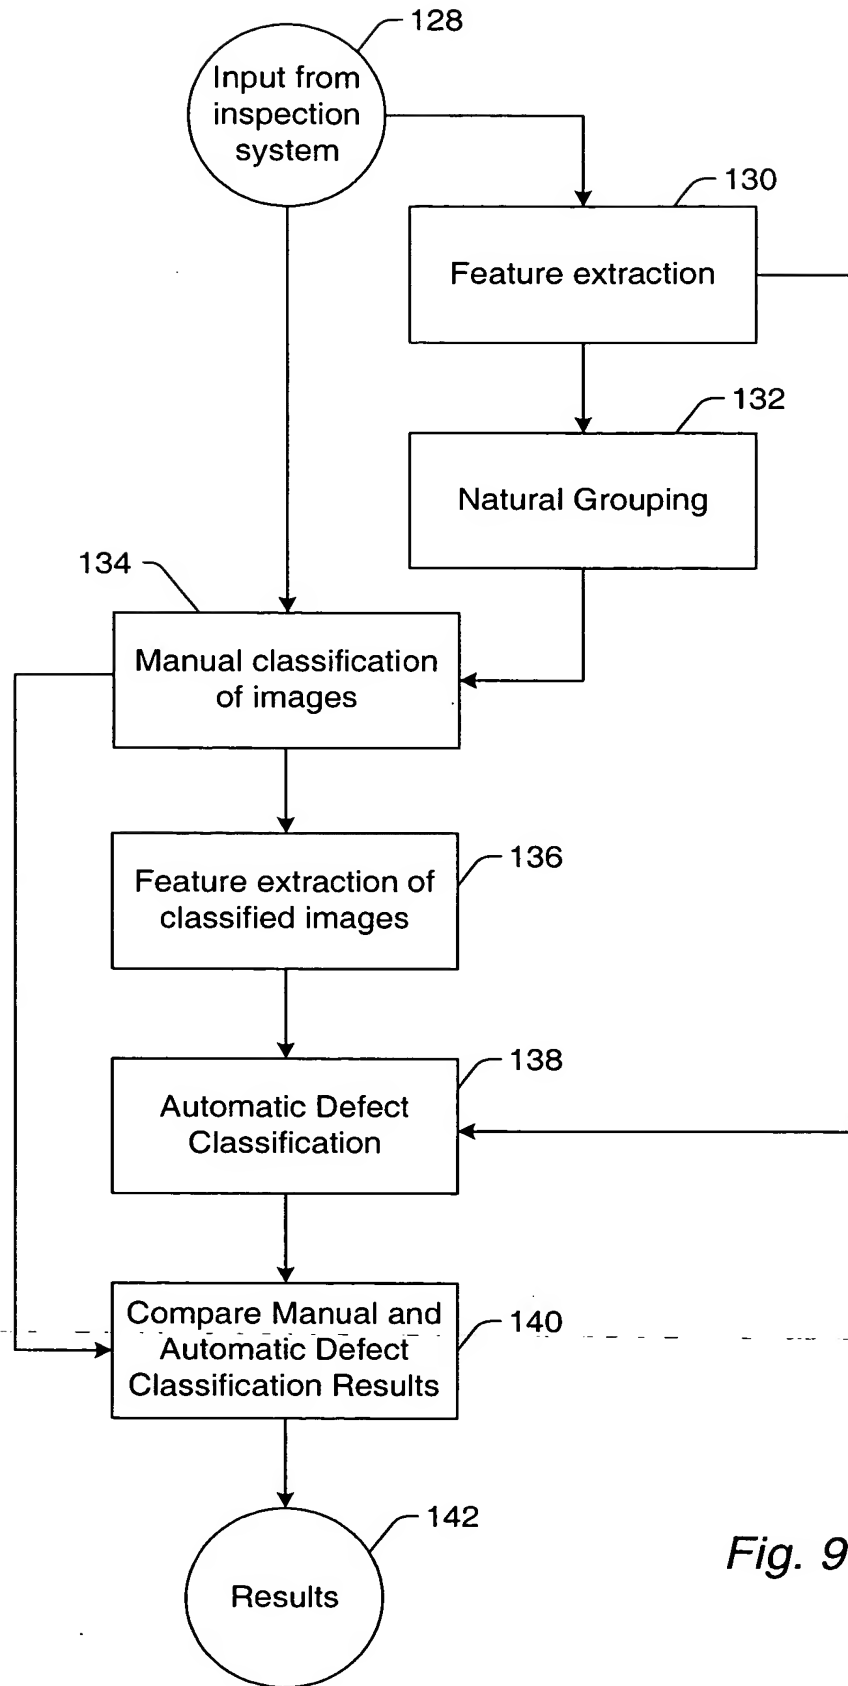 128
Input from
inspection
system
130
Feature extraction
132
Natural Grouping
134
Manual classification
of images
136
Feature extraction of
classified images
138
Automatic Defect
Classification
140
Compare Manual and
Automatic Defect
Classification Results
142
Results
Fig. 9